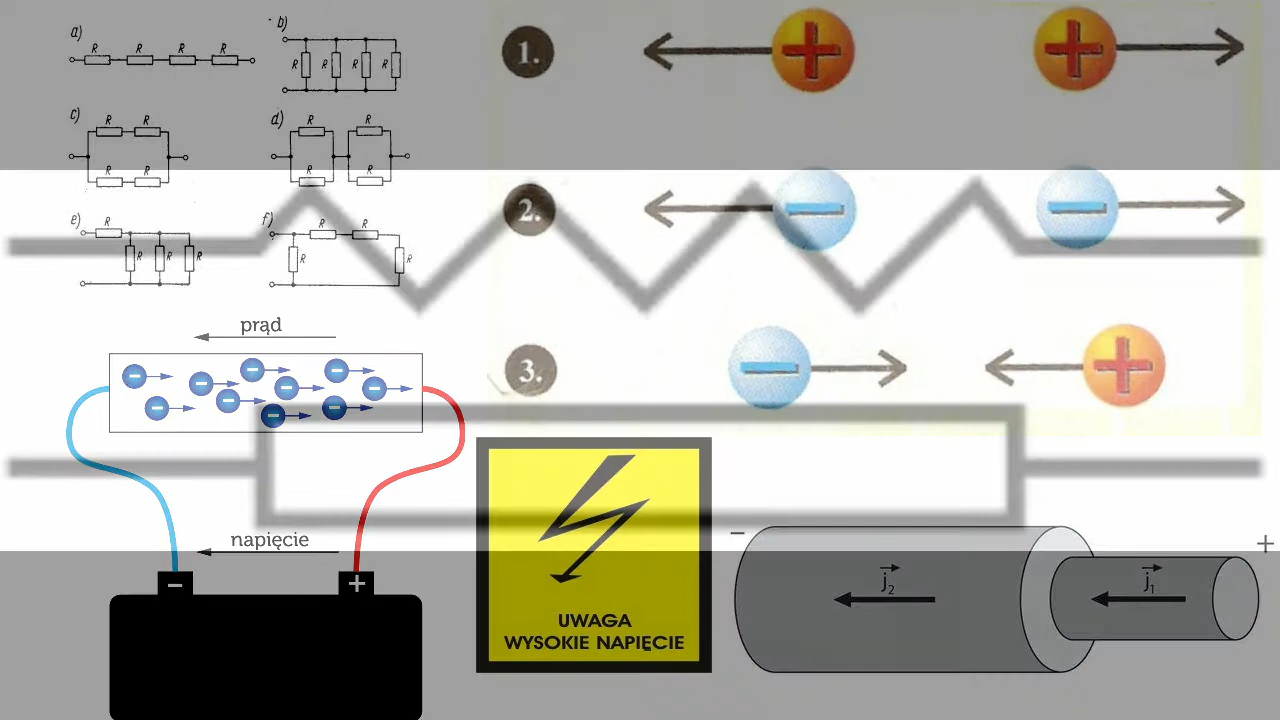 a)
R R R R
b)
R R R R
c)
R R
R R
d)
R R
R R
e)
R
R R R
f)
R R
R R
1.
+ +
2.
− −
3.
− +
prąd
− − − − − − − − − −
napięcie
− +
UWAGA
WYSOKIE NAPIĘCIE
− +
j₂ j₁